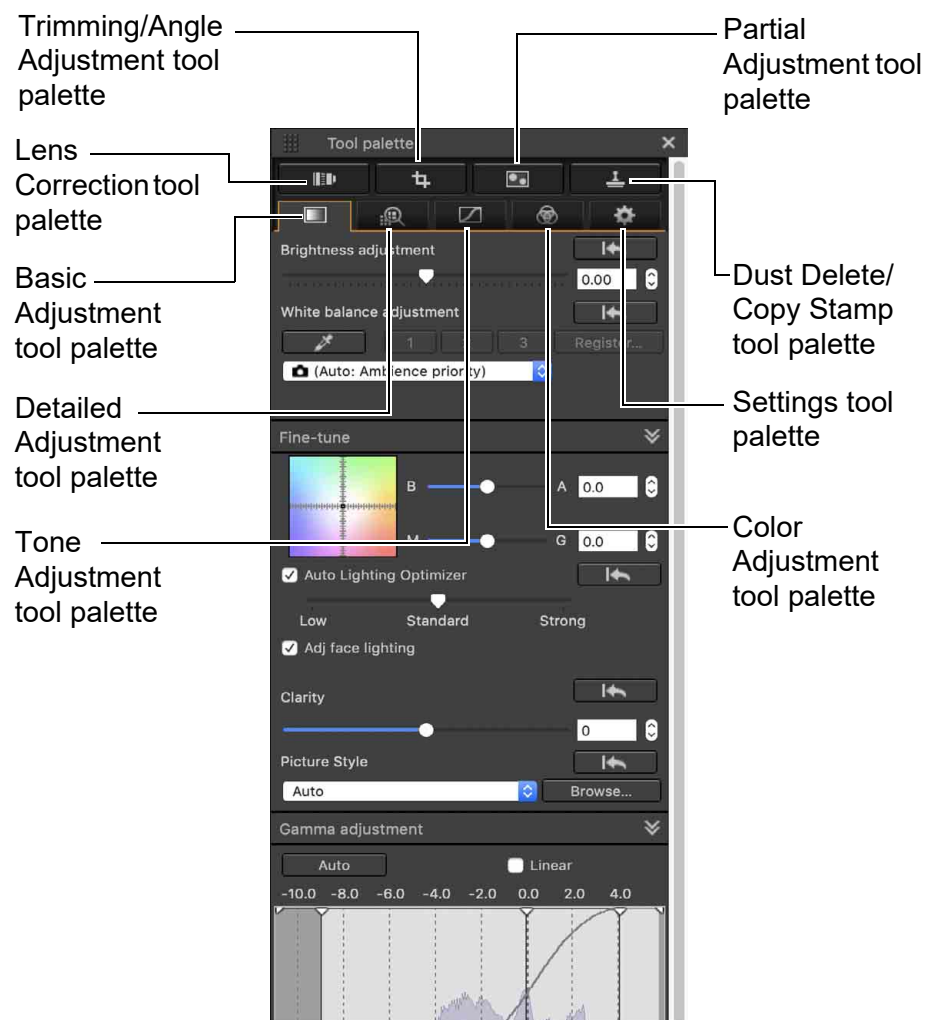 Trimming/Angle
Adjustment tool
palette
Partial
Adjustment tool
palette
Lens
Correction tool
palette
Basic
Adjustment
tool palette
Detailed
Adjustment
tool palette
Tone
Adjustment
tool palette
Dust Delete/
Copy Stamp
tool palette
Settings tool
palette
Color
Adjustment
tool palette
Tool palette
Brightness adjustment
0.00
White balance adjustment
1 2 3 Register...
(Auto: Ambience priority)
Fine-tune
B A 0.0
M G 0.0
Auto Lighting Optimizer
Low Standard Strong
Adj face lighting
Clarity
0
Picture Style
Auto Browse...
Gamma adjustment
Auto Linear
-10.0 -8.0 -6.0 -4.0 -2.0 0.0 2.0 4.0